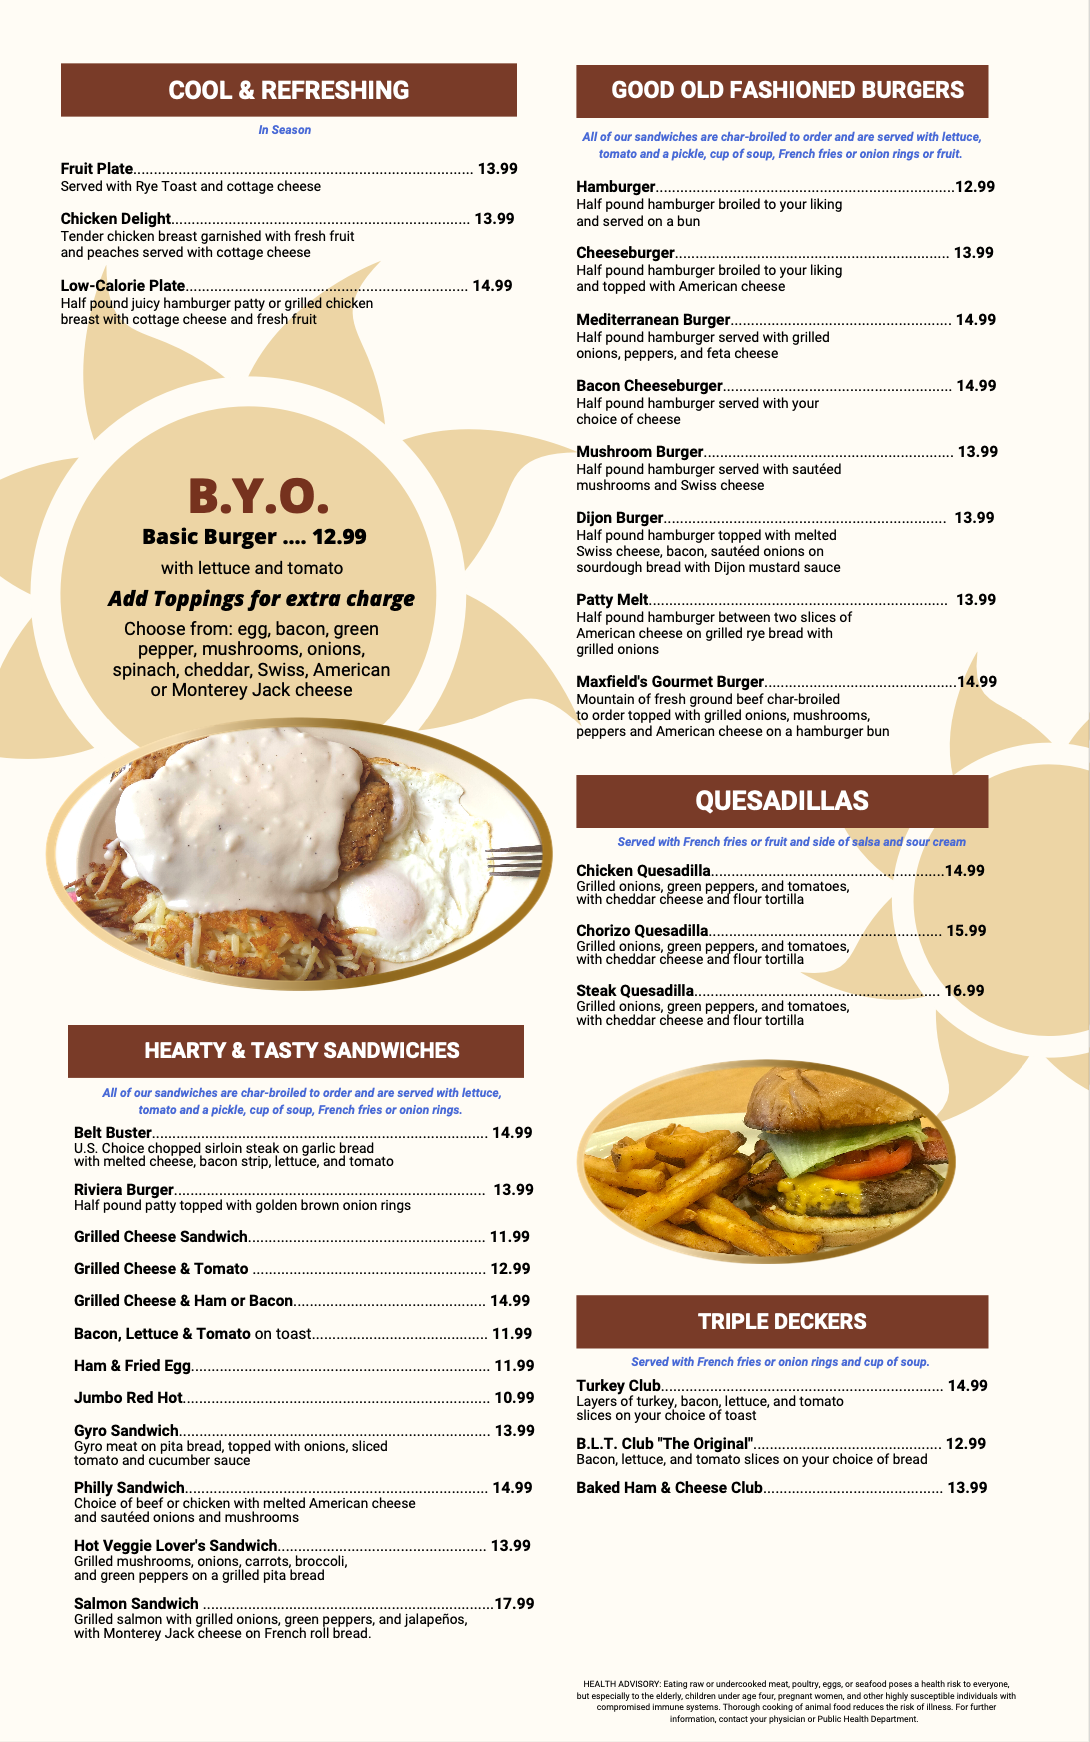 COOL & REFRESHING
In Season
Fruit Plate.................................................................................. 13.99
Served with Rye Toast and cottage cheese
Chicken Delight........................................................................ 13.99
Tender chicken breast garnished with fresh fruit
and peaches served with cottage cheese
Low-Calorie Plate.................................................................... 14.99
Half pound juicy hamburger patty or grilled chicken
breast with cottage cheese and fresh fruit
B.Y.O.
Basic Burger .... 12.99
with lettuce and tomato
Add Toppings for extra charge
Choose from: egg, bacon, green
pepper, mushrooms, onions,
spinach, cheddar, Swiss, American
or Monterey Jack cheese
HEARTY & TASTY SANDWICHES
All of our sandwiches are char-broiled to order and are served with lettuce,
tomato and a pickle, cup of soup, French fries or onion rings.
Belt Buster................................................................................. 14.99
U.S. Choice chopped sirloin steak on garlic bread
with melted cheese, bacon strip, lettuce, and tomato
Riviera Burger........................................................................... 13.99
Half pound patty topped with golden brown onion rings
Grilled Cheese Sandwich......................................................... 11.99
Grilled Cheese & Tomato ........................................................ 12.99
Grilled Cheese & Ham or Bacon.............................................. 14.99
Bacon, Lettuce & Tomato on toast.......................................... 11.99
Ham & Fried Egg........................................................................ 11.99
Jumbo Red Hot.......................................................................... 10.99
Gyro Sandwich........................................................................... 13.99
Gyro meat on pita bread, topped with onions, sliced
tomato and cucumber sauce
Philly Sandwich......................................................................... 14.99
Choice of beef or chicken with melted American cheese
and sautéed onions and mushrooms
Hot Veggie Lover's Sandwich.................................................. 13.99
Grilled mushrooms, onions, carrots, broccoli,
and green peppers on a grilled pita bread
Salmon Sandwich ......................................................................17.99
Grilled salmon with grilled onions, green peppers, and jalapeños,
with Monterey Jack cheese on French roll bread.
GOOD OLD FASHIONED BURGERS
All of our sandwiches are char-broiled to order and are served with lettuce,
tomato and a pickle, cup of soup, French fries or onion rings or fruit.
Hamburger.........................................................................12.99
Half pound hamburger broiled to your liking
and served on a bun
Cheeseburger.................................................................. 13.99
Half pound hamburger broiled to your liking
and topped with American cheese
Mediterranean Burger..................................................... 14.99
Half pound hamburger served with grilled
onions, peppers, and feta cheese
Bacon Cheeseburger....................................................... 14.99
Half pound hamburger served with your
choice of cheese
Mushroom Burger............................................................ 13.99
Half pound hamburger served with sautéed
mushrooms and Swiss cheese
Dijon Burger.................................................................... 13.99
Half pound hamburger topped with melted
Swiss cheese, bacon, sautéed onions on
sourdough bread with Dijon mustard sauce
Patty Melt........................................................................ 13.99
Half pound hamburger between two slices of
American cheese on grilled rye bread with
grilled onions
Maxfield's Gourmet Burger...............................................14.99
Mountain of fresh ground beef char-broiled
to order topped with grilled onions, mushrooms,
peppers and American cheese on a hamburger bun
QUESADILLAS
Served with French fries or fruit and side of salsa and sour cream
Chicken Quesadilla.........................................................14.99
Grilled onions, green peppers, and tomatoes,
with cheddar cheese and flour tortilla
Chorizo Quesadilla......................................................... 15.99
Grilled onions, green peppers, and tomatoes,
with cheddar cheese and flour tortilla
Steak Quesadilla............................................................ 16.99
Grilled onions, green peppers, and tomatoes,
with cheddar cheese and flour tortilla
TRIPLE DECKERS
Served with French fries or onion rings and cup of soup.
Turkey Club.................................................................... 14.99
Layers of turkey, bacon, lettuce, and tomato
slices on your choice of toast
B.L.T. Club "The Original".............................................. 12.99
Bacon, lettuce, and tomato slices on your choice of bread
Baked Ham & Cheese Club............................................ 13.99
HEALTH ADVISORY: Eating raw or undercooked meat, poultry, eggs, or seafood poses a health risk to everyone,
but especially to the elderly, children under age four, pregnant women, and other highly susceptible individuals with
compromised immune systems. Thorough cooking of animal food reduces the risk of illness. For further
information, contact your physician or Public Health Department.